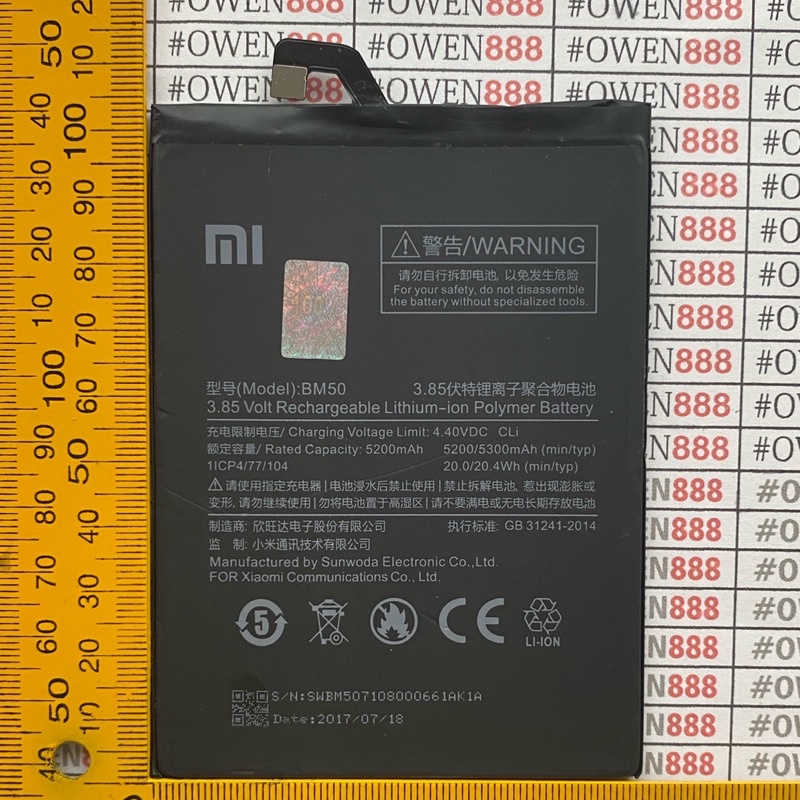 #OWEN888
MI
警告/WARNING
请勿自行拆卸电池, 以免发生危险
For your safety, do not disassemble
the battery without specialized tools.
100%
型号(Model):BM50 3.85伏特锂离子聚合物电池
3.85 Volt Rechargeable Lithium-ion Polymer Battery
充电限制电压/ Charging Voltage Limit: 4.40VDC CLi
额定容量/ Rated Capacity: 5200mAh 5200/5300mAh (min/typ)
1ICP4/77/104 20.0/20.4Wh (min/typ)
请使用指定充电器 | 电池浸水后禁止使用 | 禁止拆解电池, 惹出现膨胀或
变形, 请勿继续使用 | 勿将电池置于高湿区 | 请不要满电或无电长期存放电池
制造商: 欣旺达电子股份有限公司 执行标准: GB 31241-2014
监 制: 小米通讯技术有限公司
Manufactured by Sunwoda Electronic Co.,Ltd.
FOR Xiaomi Communications Co., Ltd.
5
CE
LI-ION
S/N:SWBM507108000661AK1A
Date:2017/07/18